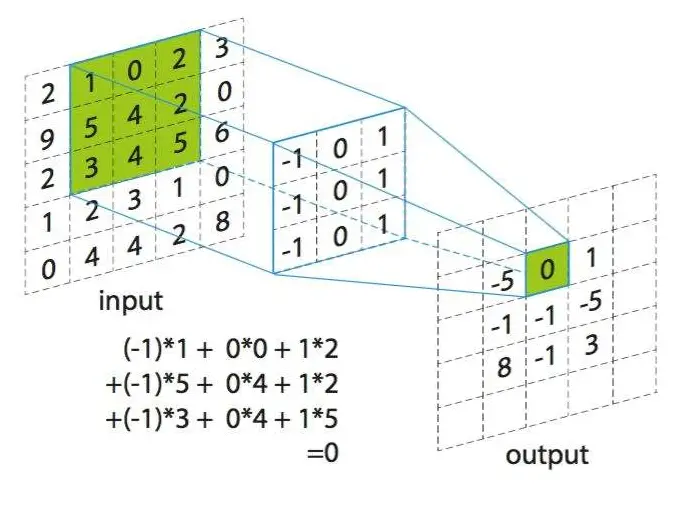 2 1 0 2 3
9 5 4 2 0
2 3 4 5 6
1 2 3 1 0
0 4 4 2 8
input
-1 0 1
-1 0 1
-1 0 1
(-1)*1 + 0*0 + 1*2
+(-1)*5 + 0*4 + 1*2
+(-1)*3 + 0*4 + 1*5
=0
-5 0 1
-1 -1 -5
8 -1 3
output